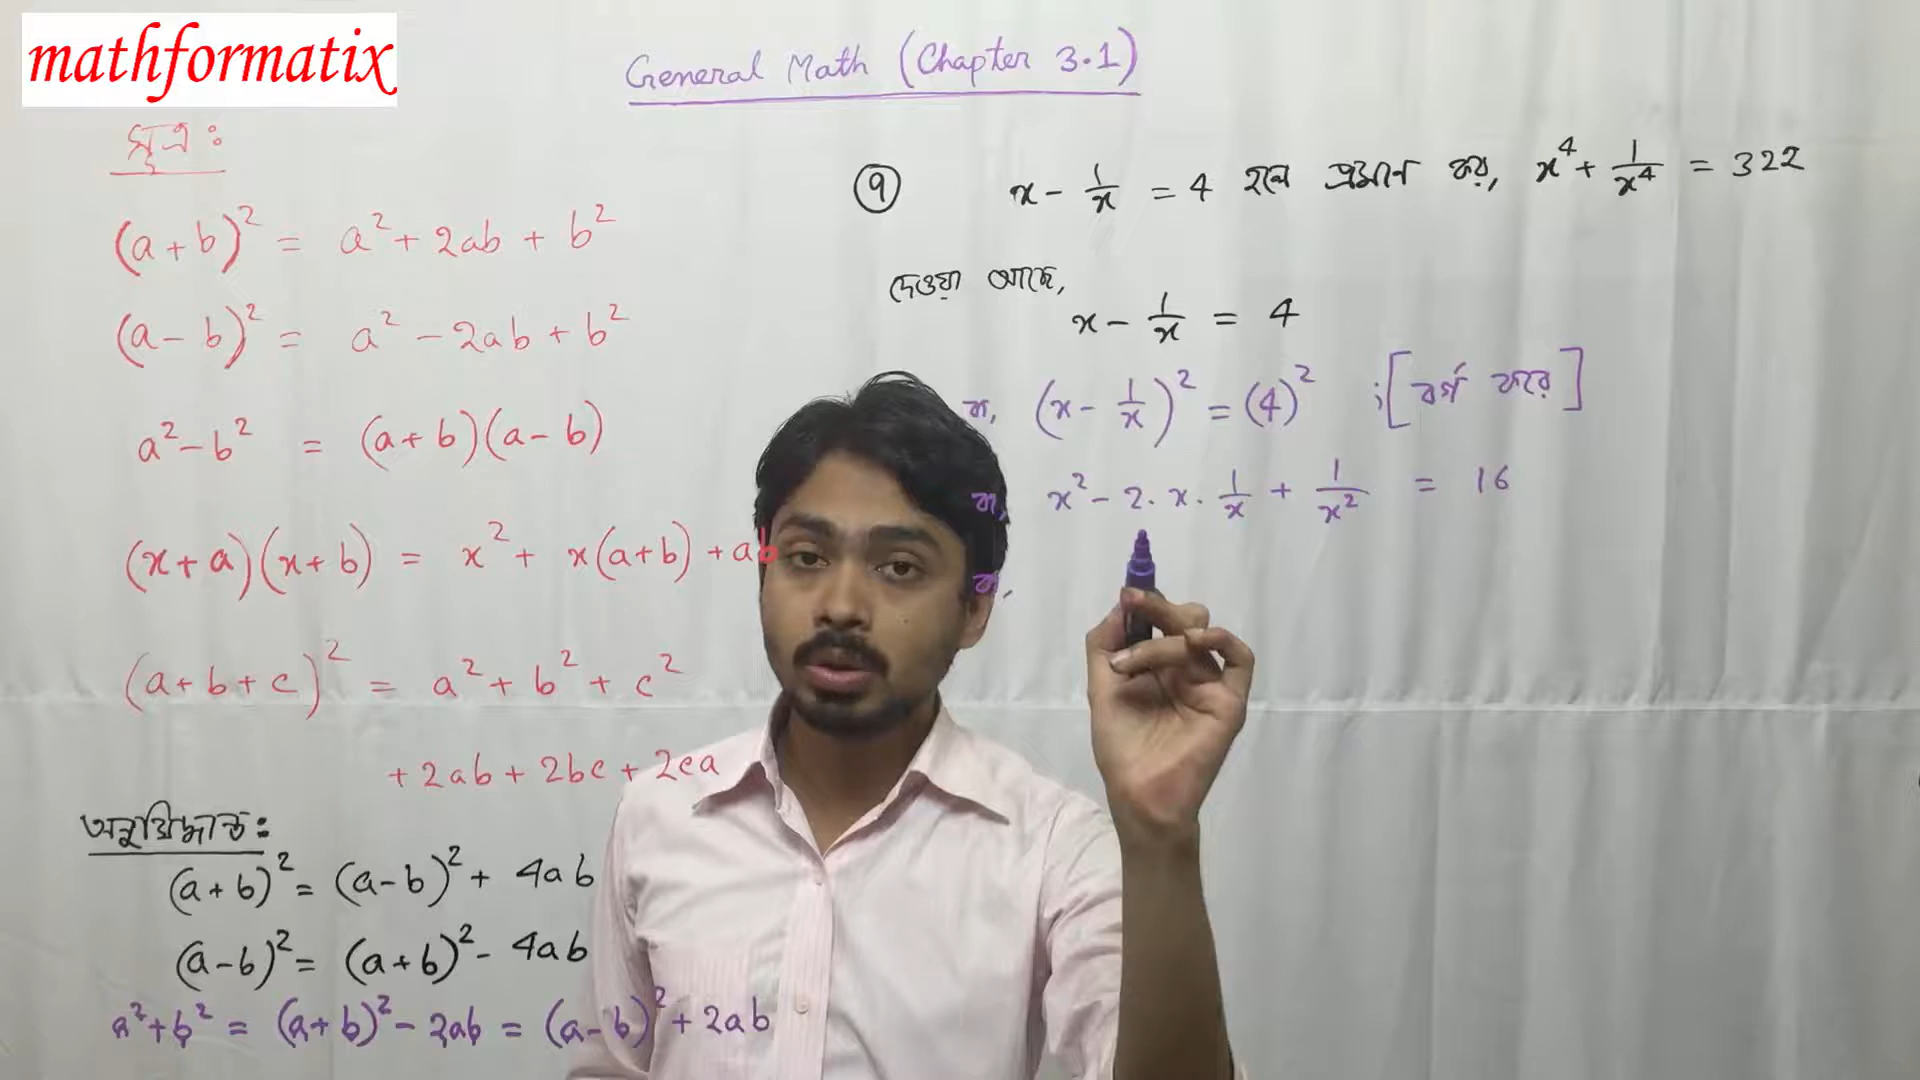 mathformatix
General Math (Chapter 3.1)
সূত্র:
(a+b)² = a² + 2ab + b²
(a-b)² = a² - 2ab + b²
a² - b² = (a+b)(a-b)
(x+a)(x+b) = x² + x(a+b) + ab
(a+b+c)² = a² + b² + c²
+ 2ab + 2bc + 2ca
অনুসিদ্ধান্ত:
(a+b)² = (a-b)² + 4ab
(a-b)² = (a+b)² - 4ab
a² + b² = (a+b)² - 2ab = (a-b)² + 2ab
৭ x - 1/x = 4 হলে প্রমান কর, x⁴ + 1/x⁴ = 322
দেওয়া আছে,
x - 1/x = 4
বা, (x - 1/x)² = (4)² ; [বর্গ করে]
বা, x² - 2. x. 1/x + 1/x² = 16
বা,